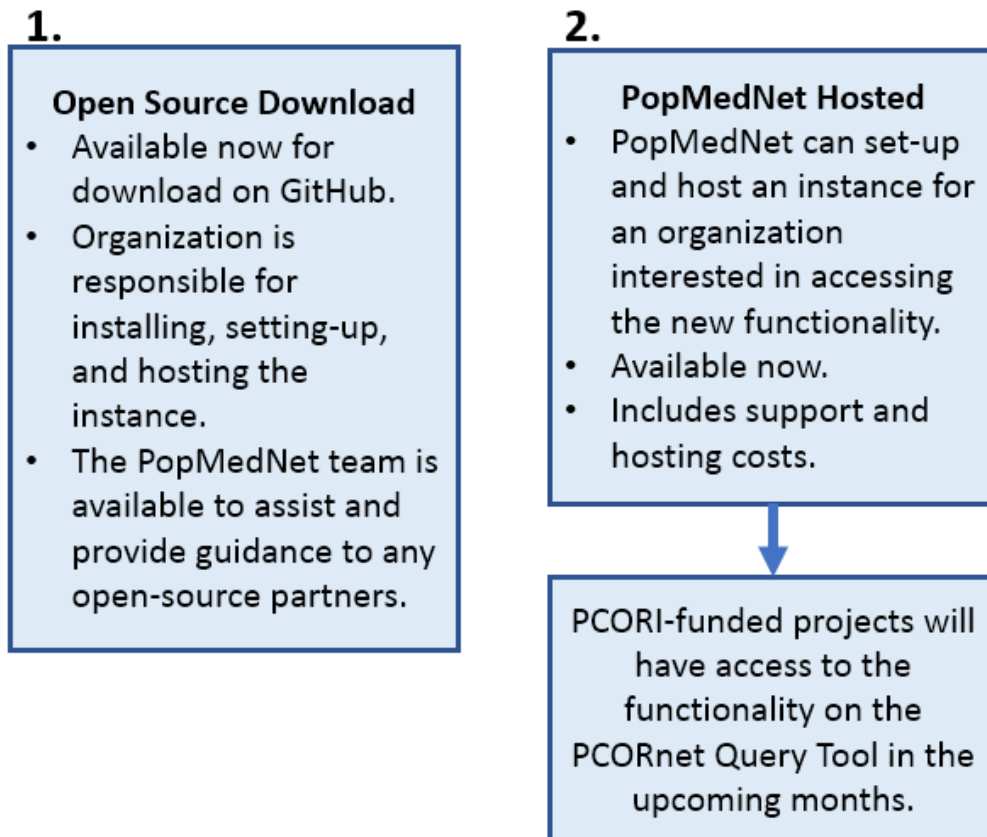 1.
Open Source Download
• Available now for
download on GitHub.
• Organization is
responsible for
installing, setting-up,
and hosting the
instance.
• The PopMedNet team is
available to assist and
provide guidance to any
open-source partners.
2.
PopMedNet Hosted
• PopMedNet can set-up
and host an instance for
an organization
interested in accessing
the new functionality.
• Available now.
• Includes support and
hosting costs.
PCORI-funded projects will
have access to the
functionality on the
PCORnet Query Tool in the
upcoming months.